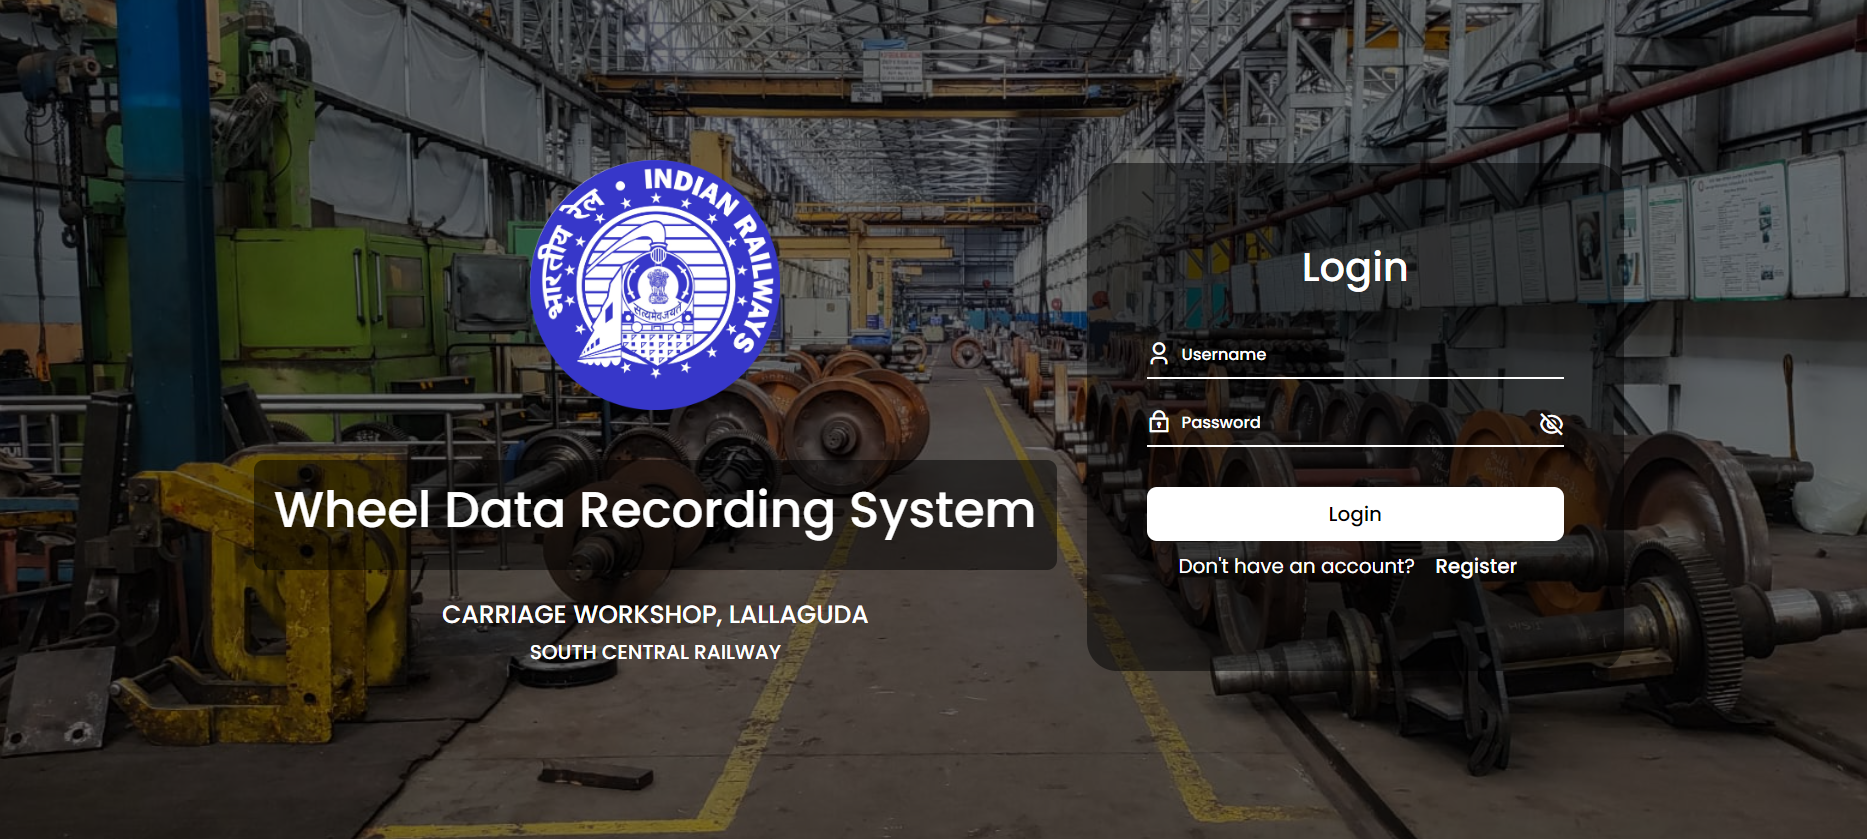 भारतीय रेल • INDIAN RAILWAYS
सत्यमेव जयते
Wheel Data Recording System
CARRIAGE WORKSHOP, LALLAGUDA
SOUTH CENTRAL RAILWAY
Login
Username
Password
Login
Don't have an account? Register